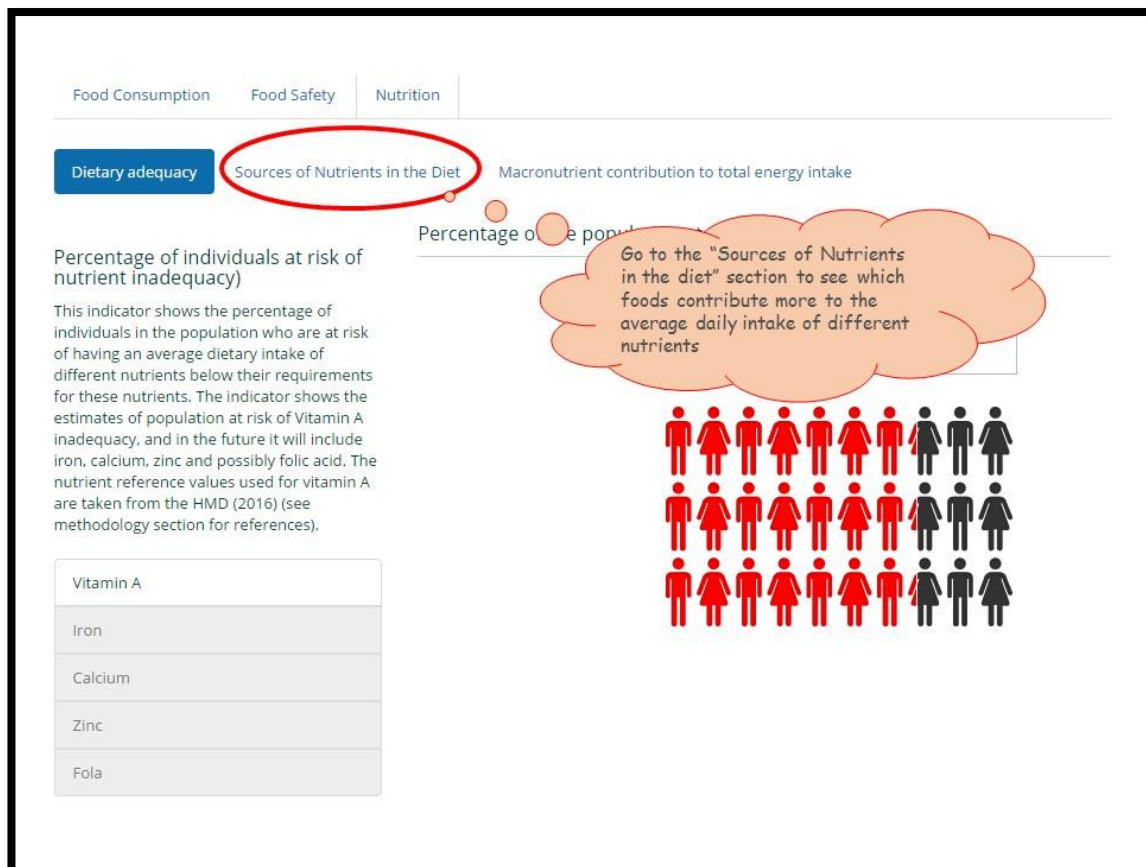 Food Consumption Food Safety Nutrition
Dietary adequacy Sources of Nutrients in the Diet Macronutrient contribution to total energy intake
Percentage of individuals at risk of
nutrient inadequacy)
This indicator shows the percentage of
individuals in the population who are at risk
of having an average dietary intake of
different nutrients below their requirements
for these nutrients. The indicator shows the
estimates of population at risk of Vitamin A
inadequacy, and in the future it will include
iron, calcium, zinc and possibly folic acid. The
nutrient reference values used for vitamin A
are taken from the HMD (2016) (see
methodology section for references).
Vitamin A
Iron
Calcium
Zinc
Fola
Percentage
Go to the “Sources of Nutrients
in the diet” section to see which
foods contribute more to the
average daily intake of different
nutrients